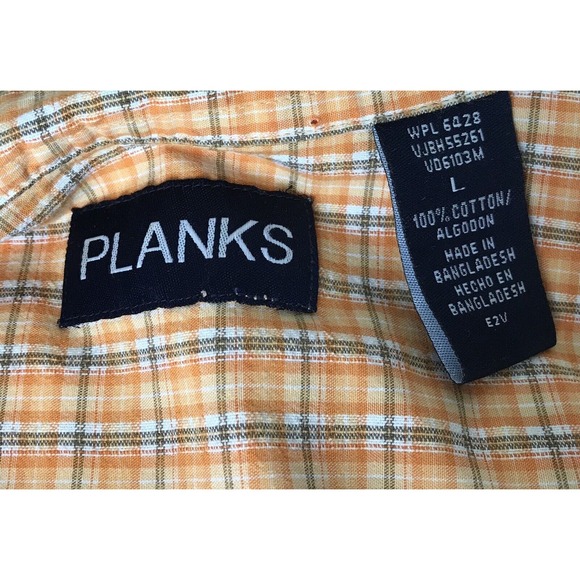 PLANKS
WPL 6428
VJBH55261
VD6103M
L
100% COTTON/
ALGODON
MADE IN
BANGLADESH
HECHO EN
BANGLADESH
E2V